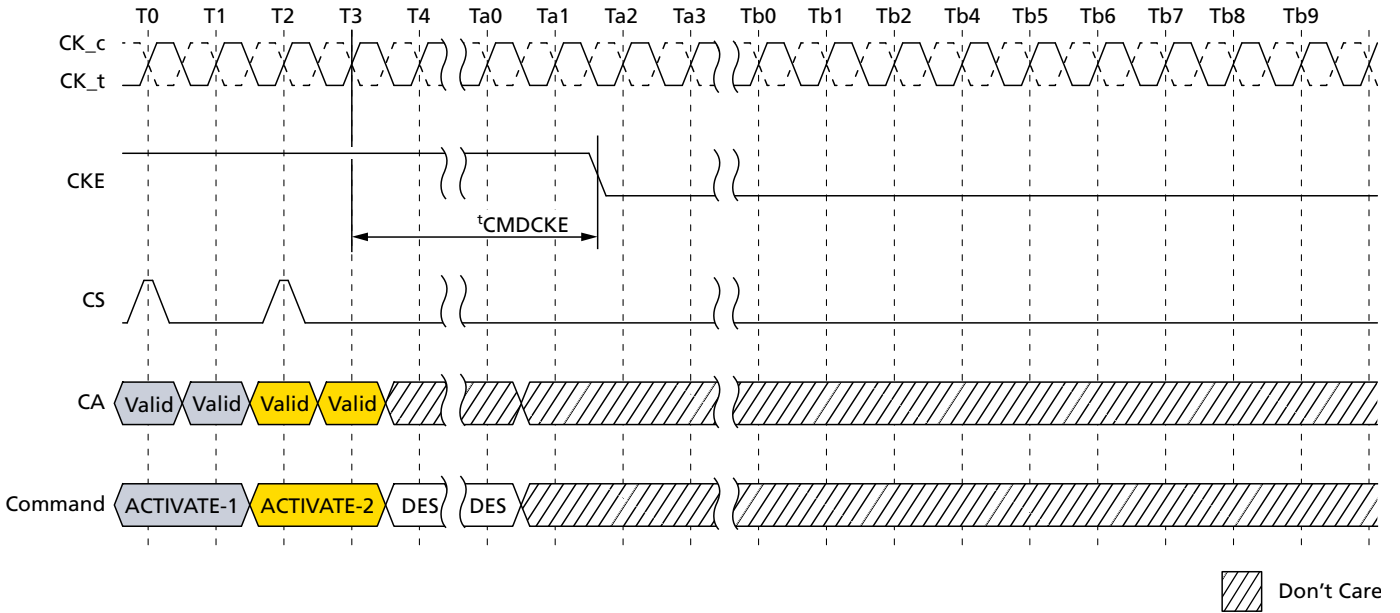 T0 T1 T2 T3 T4 Ta0 Ta1 Ta2 Ta3 Tb0 Tb1 Tb2 Tb4 Tb5 Tb6 Tb7 Tb8 Tb9
CK_c
CK_t
CKE
tCMDCKE
CS
CA Valid Valid Valid Valid
Command ACTIVATE-1 ACTIVATE-2 DES DES
Don't Care